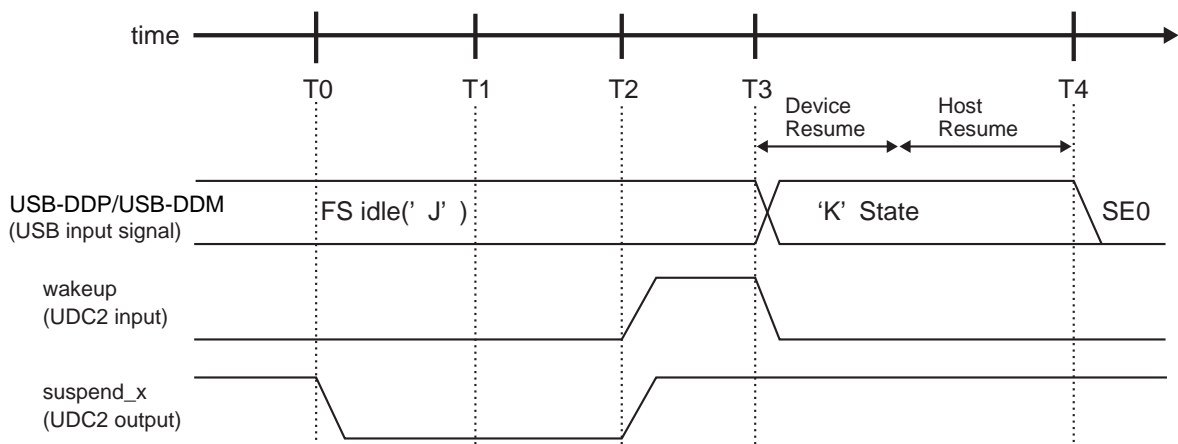 time
T0
T1
T2
T3
T4
Device
Resume
Host
Resume
USB-DDP/USB-DDM
(USB input signal)
FS idle(' J' )
'K' State
SE0
wakeup
(UDC2 input)
suspend_x
(UDC2 output)